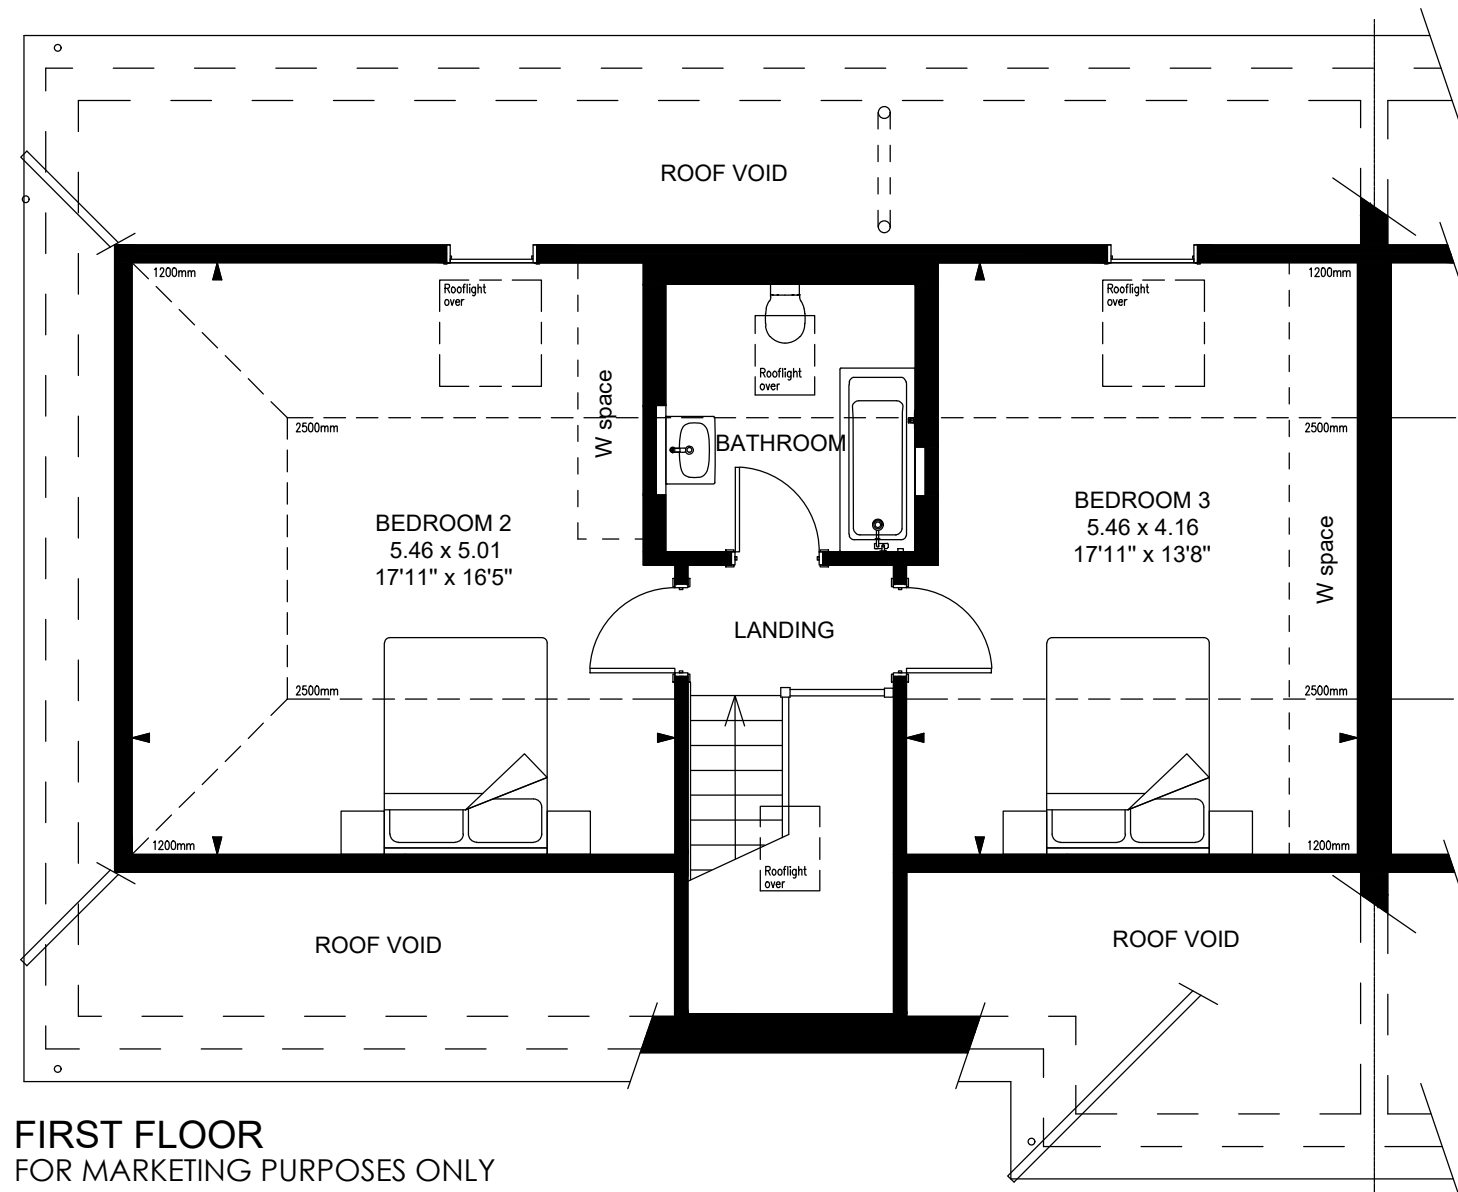 ROOF VOID
1200mm
Rooflight
over
Rooflight
over
1200mm
Rooflight
over
W space
2500mm
BATHROOM
2500mm
BEDROOM 2
5.46 x 5.01
17'11" x 16'5"
BEDROOM 3
5.46 x 4.16
17'11" x 13'8"
W space
LANDING
2500mm
2500mm
1200mm
1200mm
Rooflight
over
ROOF VOID
ROOF VOID
FIRST FLOOR
FOR MARKETING PURPOSES ONLY